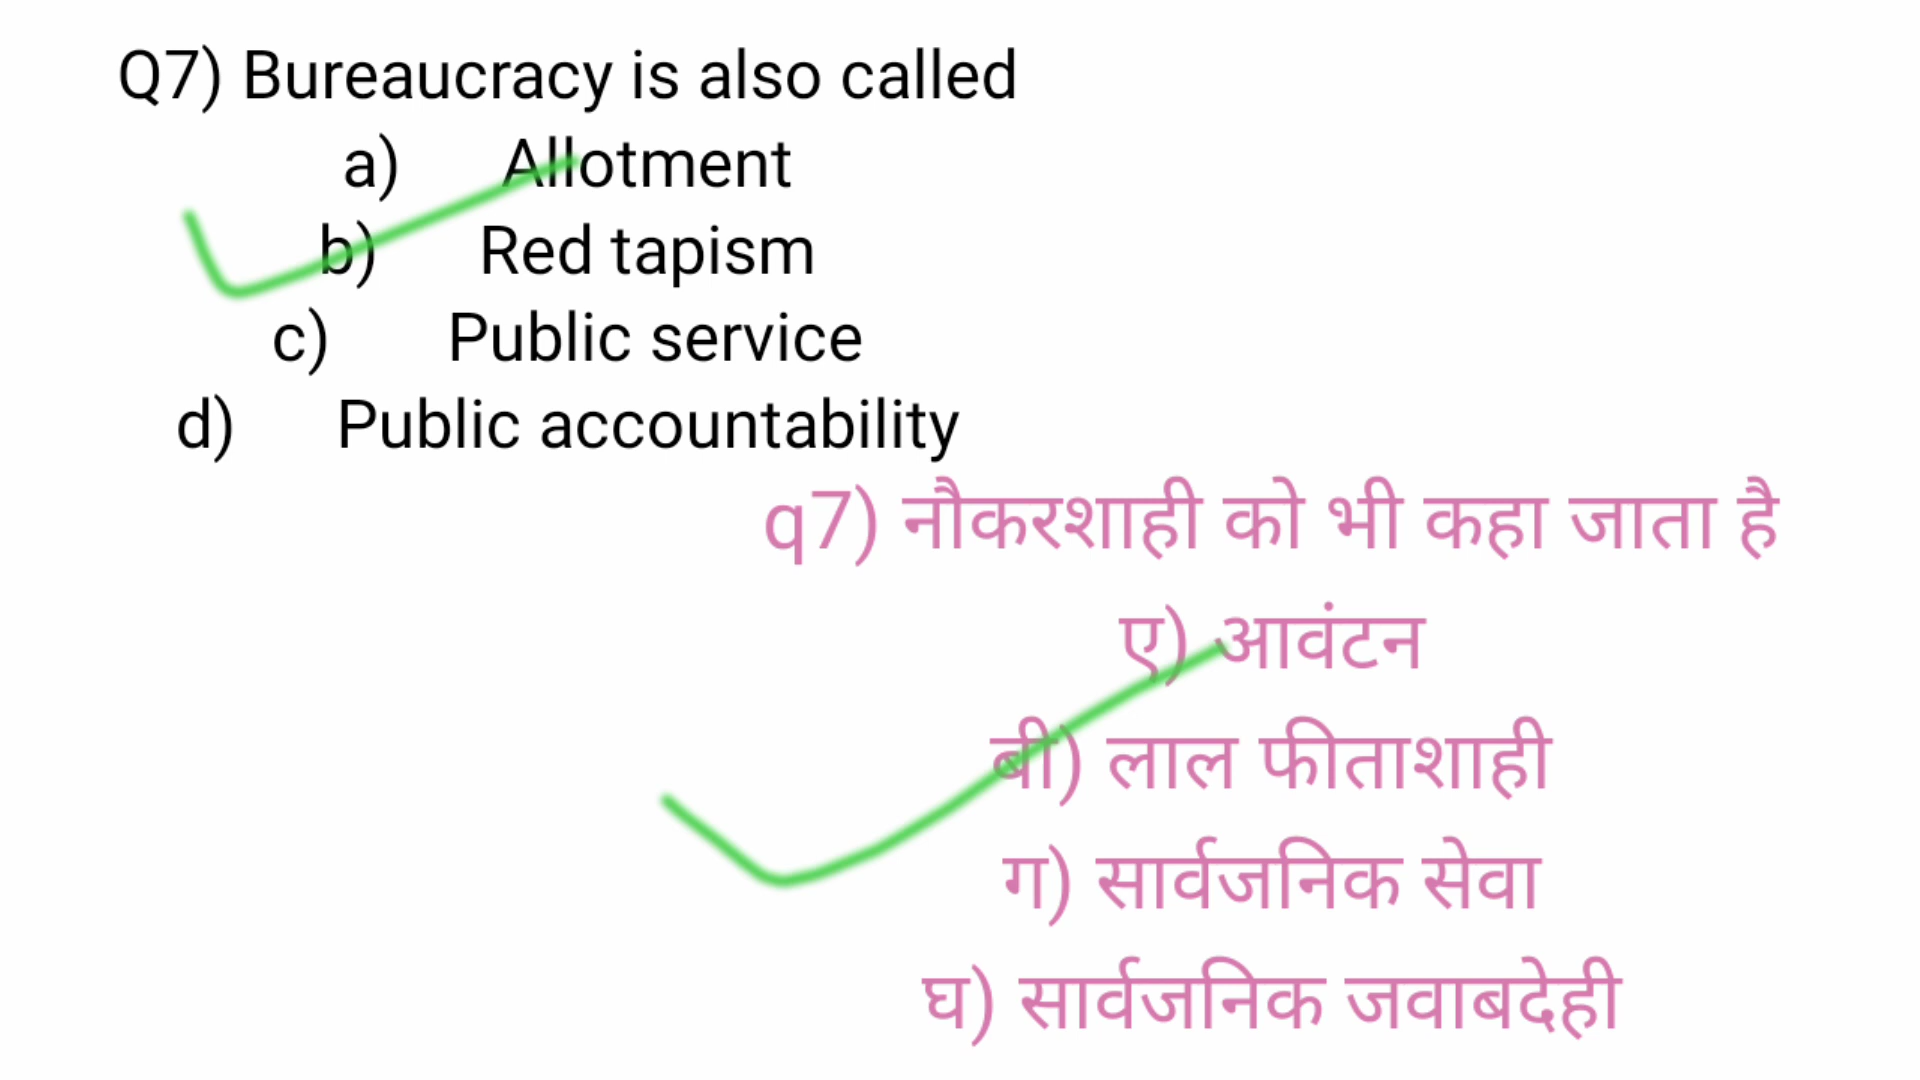 Q7) Bureaucracy is also called
a) Allotment
b) Red tapism
c) Public service
d) Public accountability
q7) नौकरशाही को भी कहा जाता है
ए) आवंटन
बी) लाल फीताशाही
ग) सार्वजनिक सेवा
घ) सार्वजनिक जवाबदेही